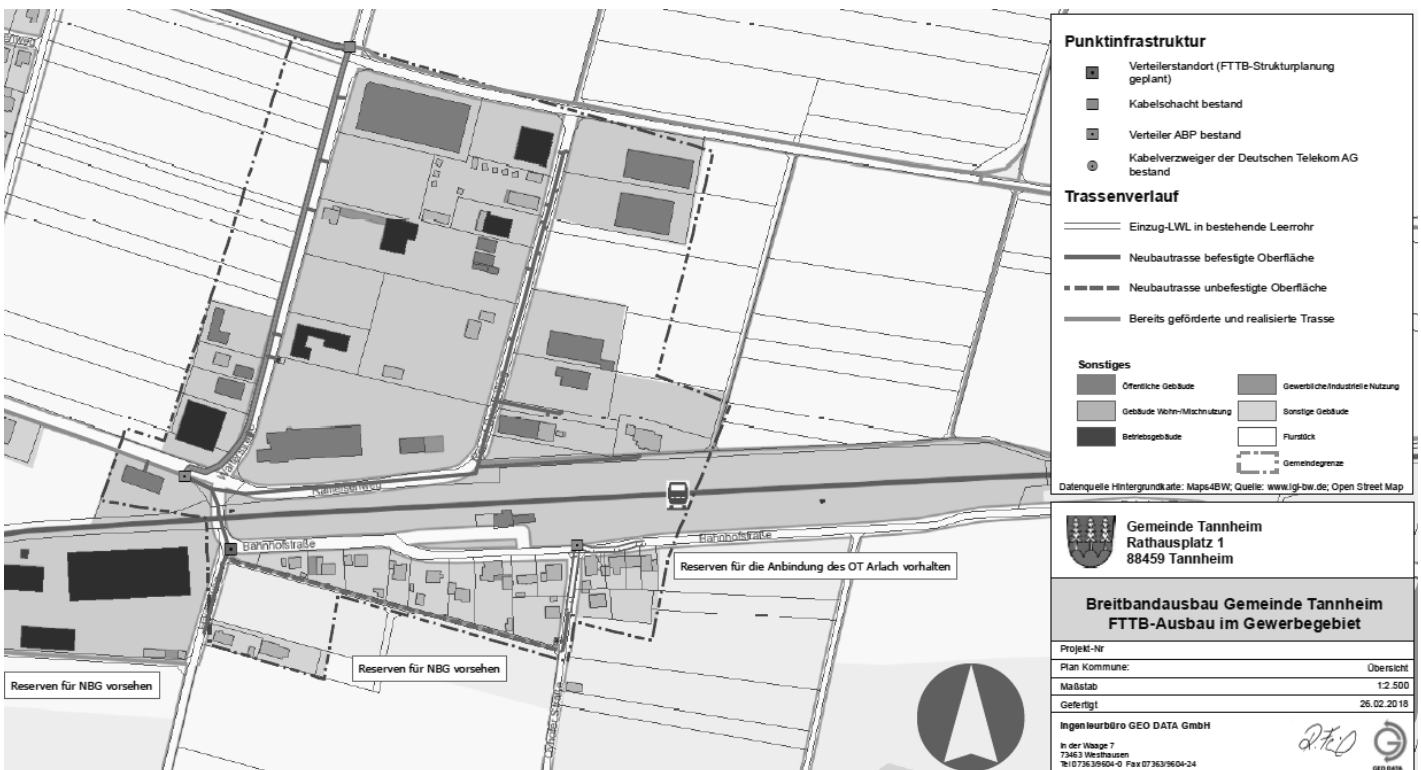 Bahnhofstraße
Bahnhofstraße
Reserven für die Anbindung des OT Arlach vorhalten
Reserven für NBG vorsehen
Reserven für NBG vorsehen
Punktinfrastruktur
Verteilerstandort (FTTB-Strukturplanung
geplant)
Kabelschacht bestand
Verteiler ABP bestand
Kabelverzweiger der Deutschen Telekom AG
bestand
Trassenverlauf
Einzug-LWL in bestehende Leerrohr
Neubautrasse befestigte Oberfläche
Neubautrasse unbefestigte Oberfläche
Bereits geförderte und realisierte Trasse
Sonstiges
Öffentliche Gebäude
Gewerbliche/industrielle Nutzung
Gebäude Wohn-/Mischnutzung
Sonstige Gebäude
Betriebsgebäude
Flurstück
Gemeindegrenze
Datenquelle Hintergrundkarte: Maps4BW; Quelle: www.lgl-bw.de; Open Street Map
Gemeinde Tannheim
Rathausplatz 1
88459 Tannheim
Breitbandausbau Gemeinde Tannheim
FTTB-Ausbau im Gewerbegebiet
Projekt-Nr
Plan Kommune: Übersicht
Maßstab 1:2.500
Gefertigt 26.02.2018
Ingenieurbüro GEO DATA GmbH
In der Waage 7
73463 Westhausen
Tel 07363/9604-0 Fax 07363/9604-24
GEO DATA